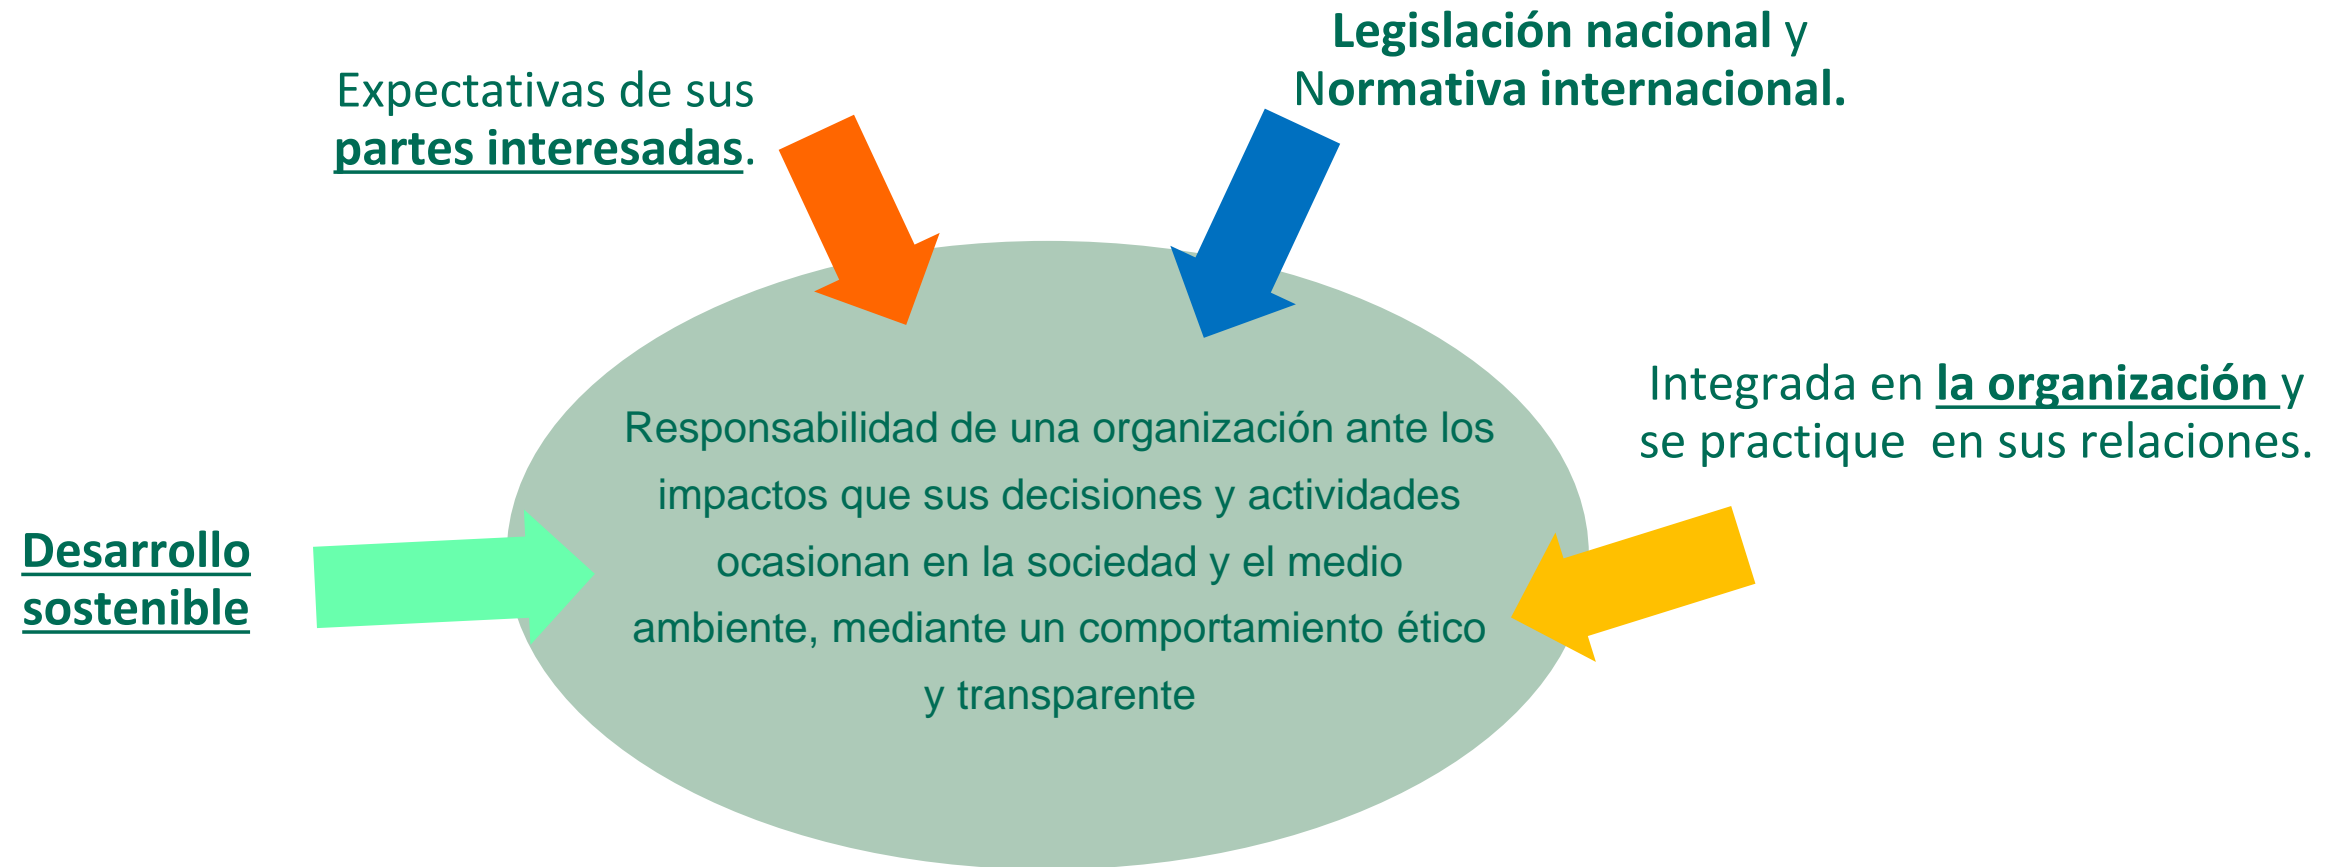 Legislación nacional y
Normativa internacional.
Expectativas de sus
partes interesadas.
Integrada en la organización y
se practique  en sus relaciones.
Responsabilidad de una organización ante los
impactos que sus decisiones y actividades
ocasionan en la sociedad y el medio
ambiente, mediante un comportamiento ético
y transparente
Desarrollo
sostenible